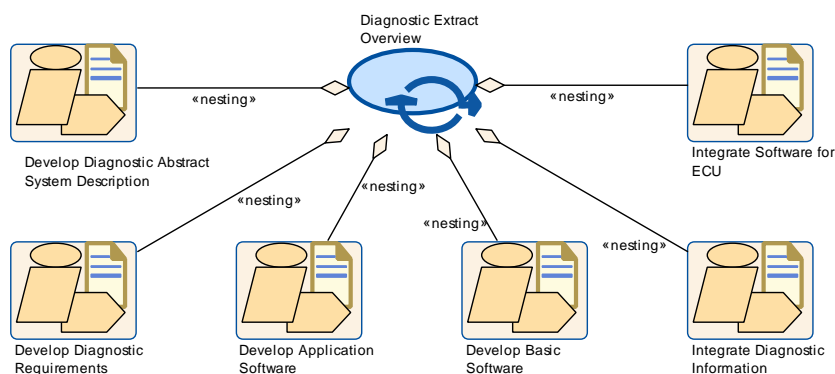 Diagnostic Extract
Overview
«nesting»
«nesting»
Develop Diagnostic Abstract
System Description
Integrate Software for
ECU
«nesting»
«nesting»
«nesting»
«nesting»
Develop Diagnostic
Requirements
Develop Application
Software
Develop Basic
Software
Integrate Diagnostic
Information